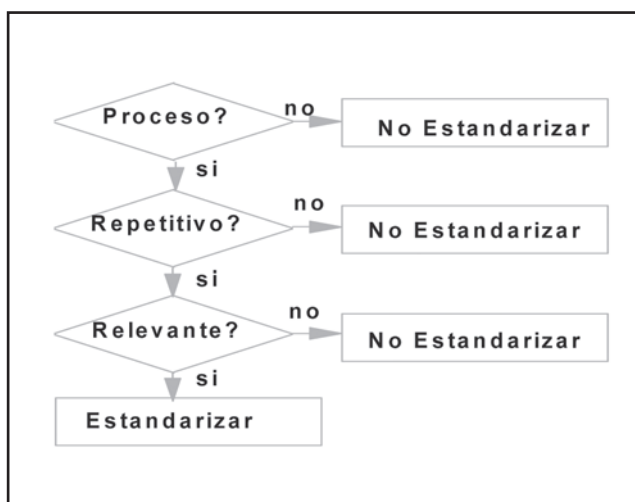 Proceso?
no
No Estandarizar
si
Repetitivo?
no
No Estandarizar
si
Relevante?
no
No Estandarizar
si
Estandarizar